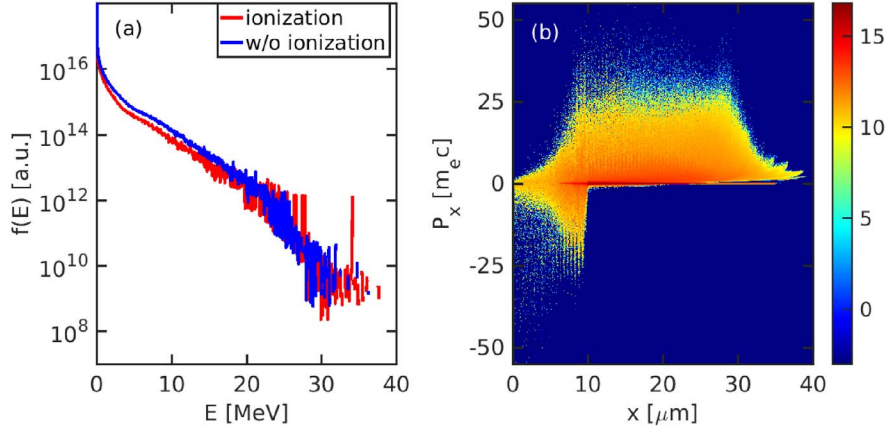 (a)
ionization
w/o ionization
10^16
10^14
10^12
10^10
10^8
f(E) [a.u.]
0 10 20 30 40
E [MeV]
(b)
50
25
0
-25
-50
P_x [m_e c]
0 10 20 30 40
x [μm]
15
10
5
0